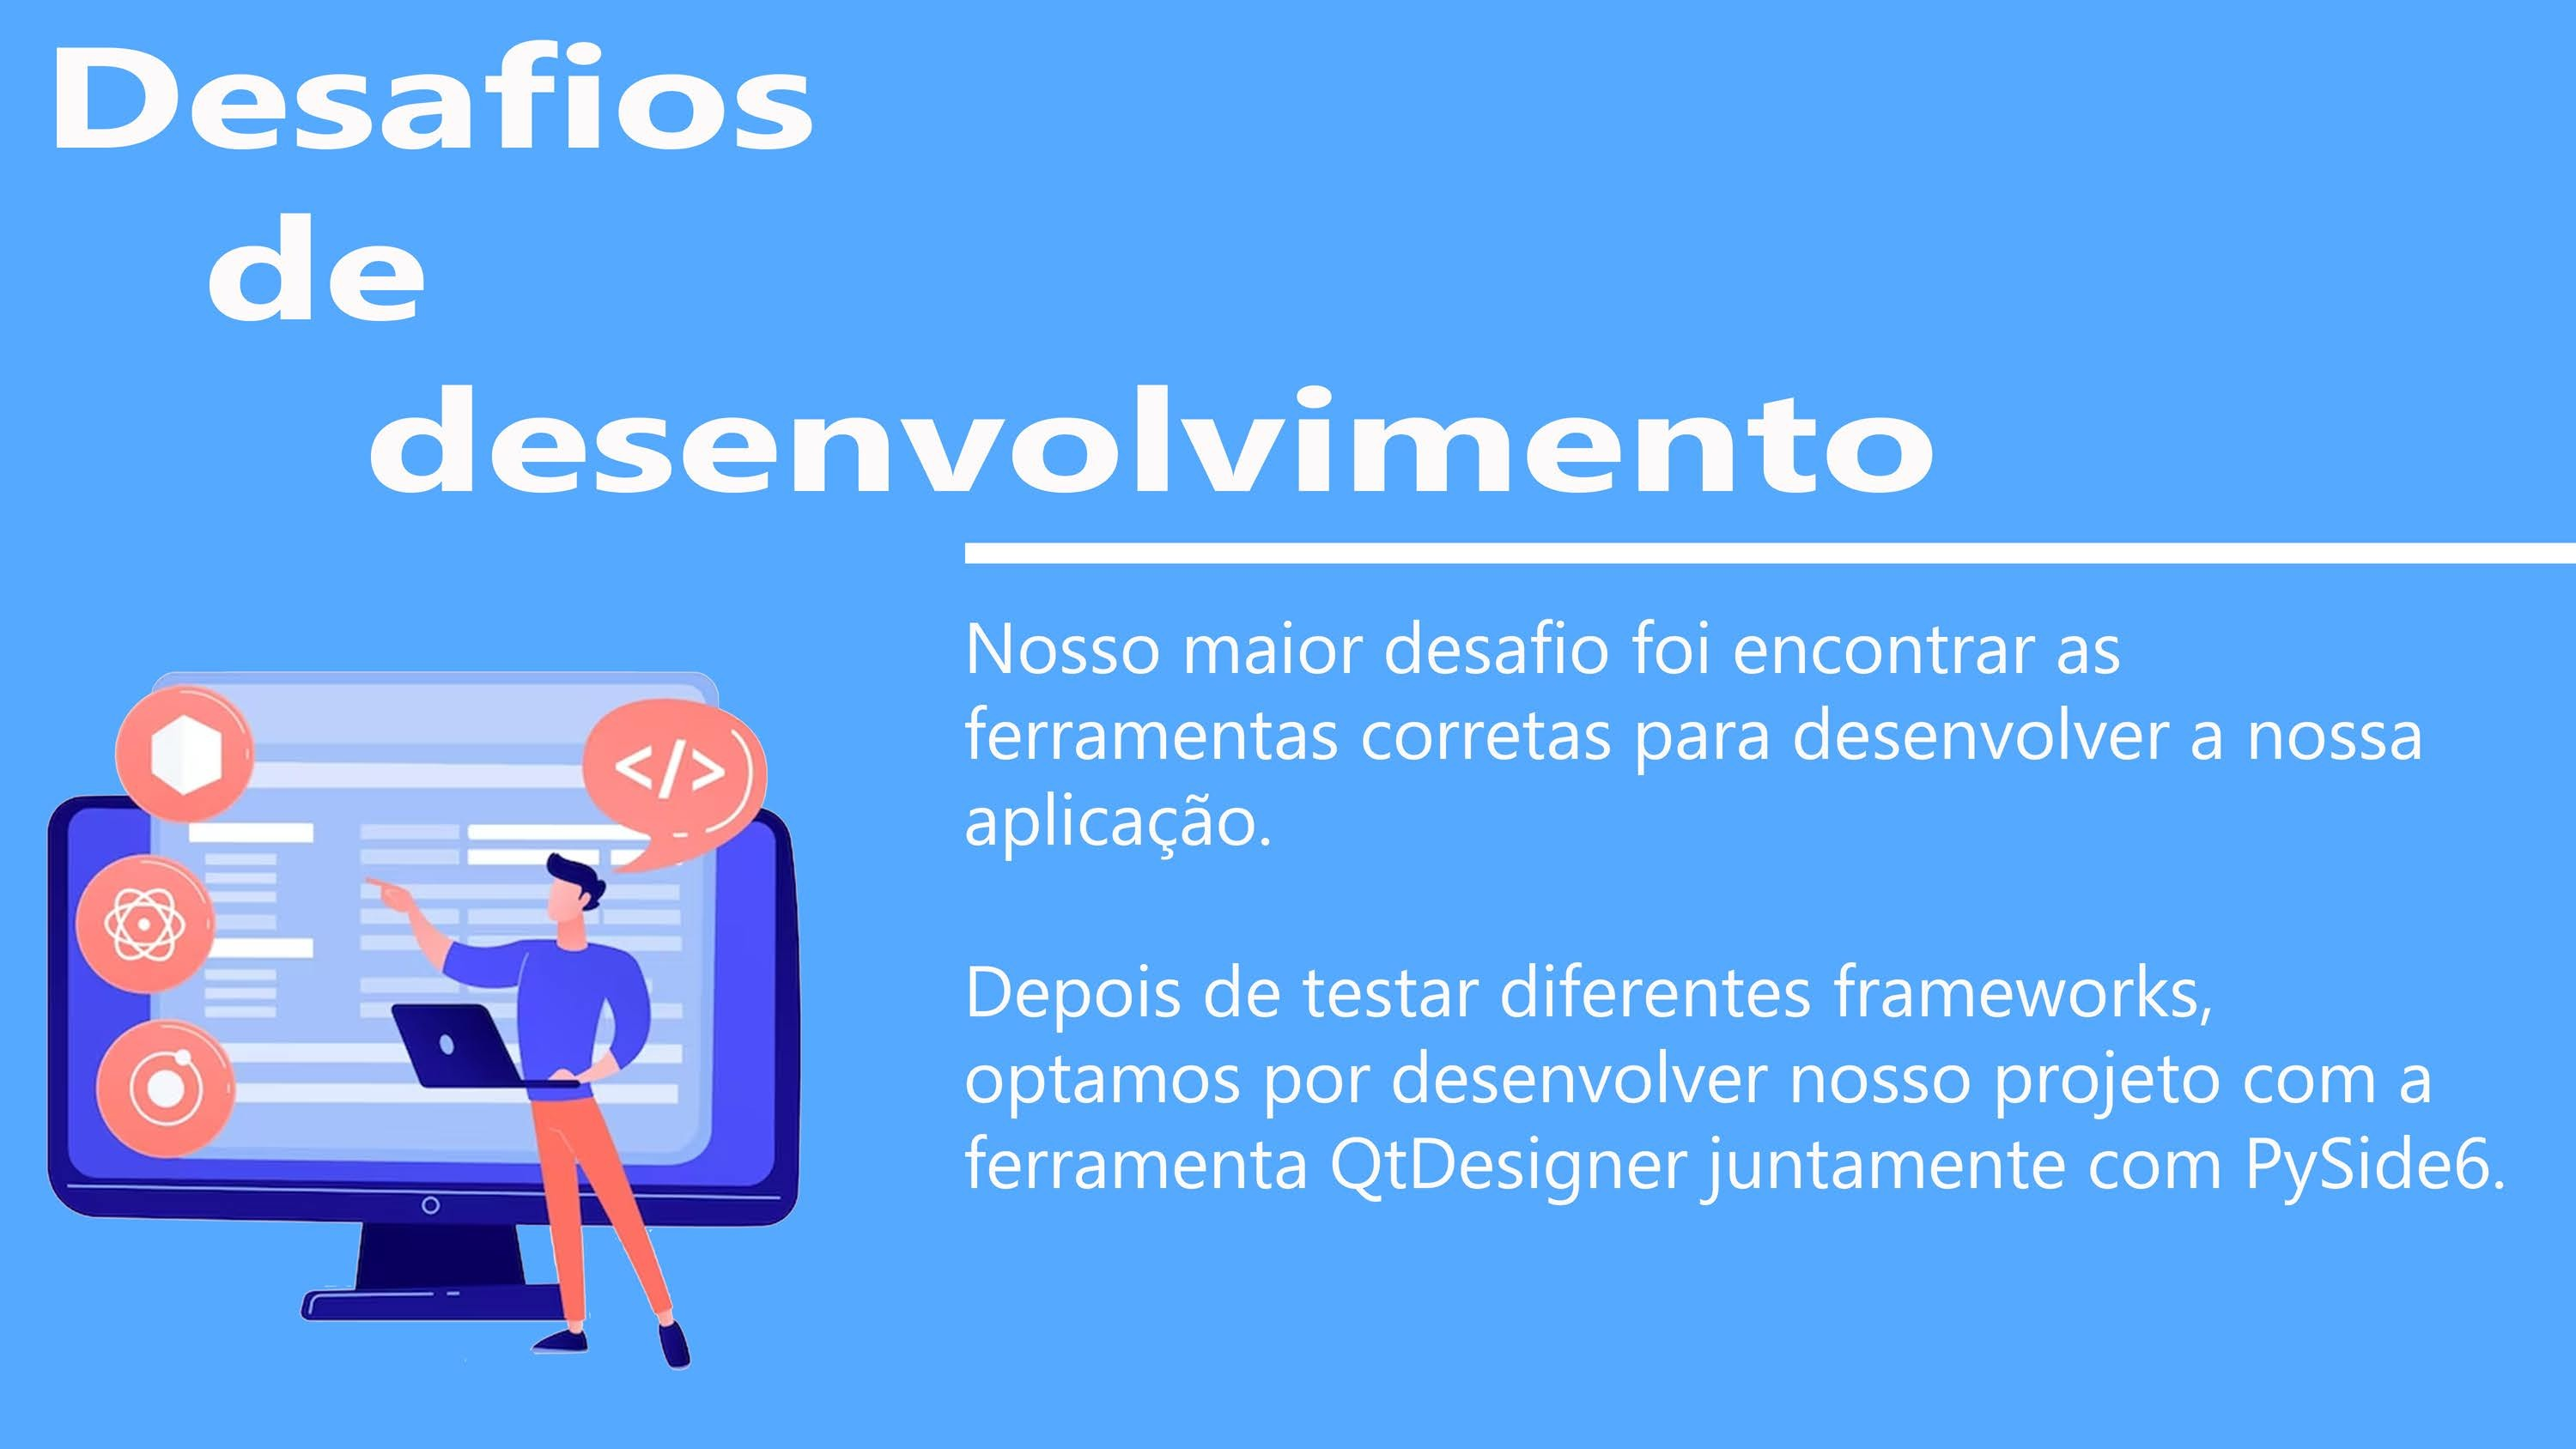 Desafios
de
desenvolvimento
Nosso maior desafio foi encontrar as
ferramentas corretas para desenvolver a nossa
aplicação.
Depois de testar diferentes frameworks,
optamos por desenvolver nosso projeto com a
ferramenta QtDesigner juntamente com PySide6.
</>